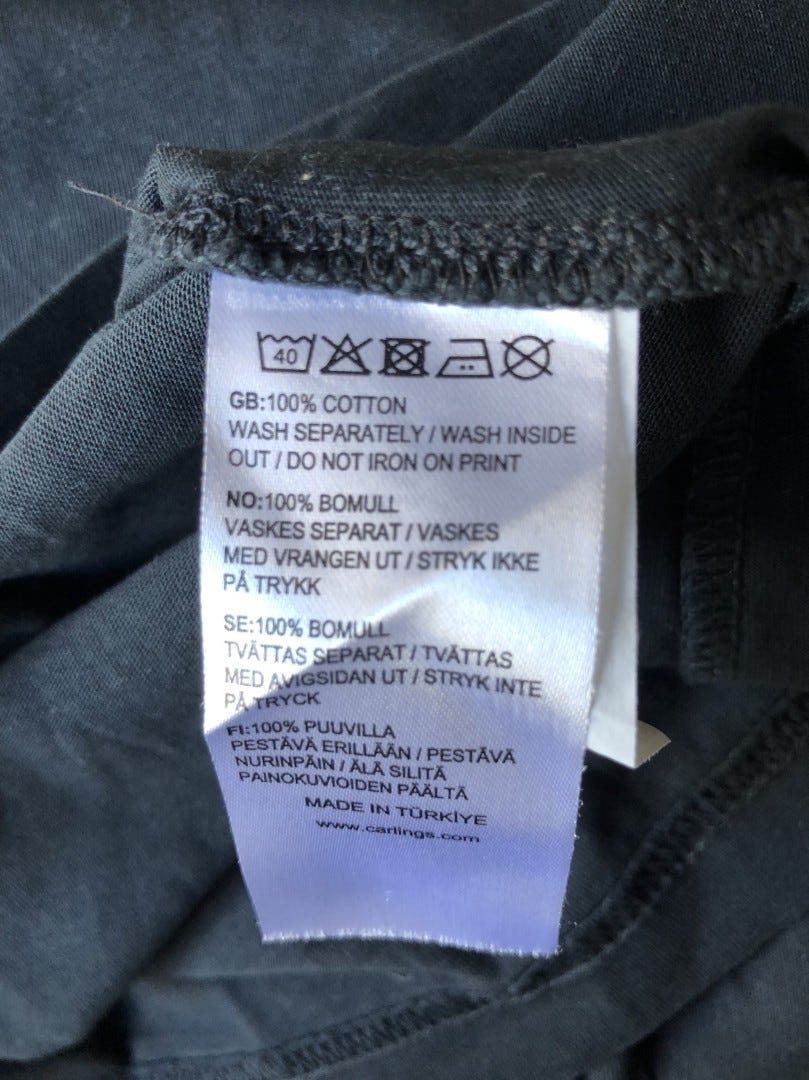 40
GB:100% COTTON
WASH SEPARATELY / WASH INSIDE
OUT / DO NOT IRON ON PRINT
NO:100% BOMULL
VASKES SEPARAT / VASKES
MED VRANGEN UT / STRYK IKKE
PÅ TRYKK
SE:100% BOMULL
TVÄTTAS SEPARAT / TVÄTTAS
MED AVIGSIDAN UT / STRYK INTE
PÅ TRYCK
FI:100% PUUVILLA
PESTÄVÄ ERILLÄÄN / PESTÄVÄ
NURINPÄIN / ÄLÄ SILITÄ
PAINOKUVIOIDEN PÄÄLTÄ
MADE IN TÜRKİYE
www.carlings.com